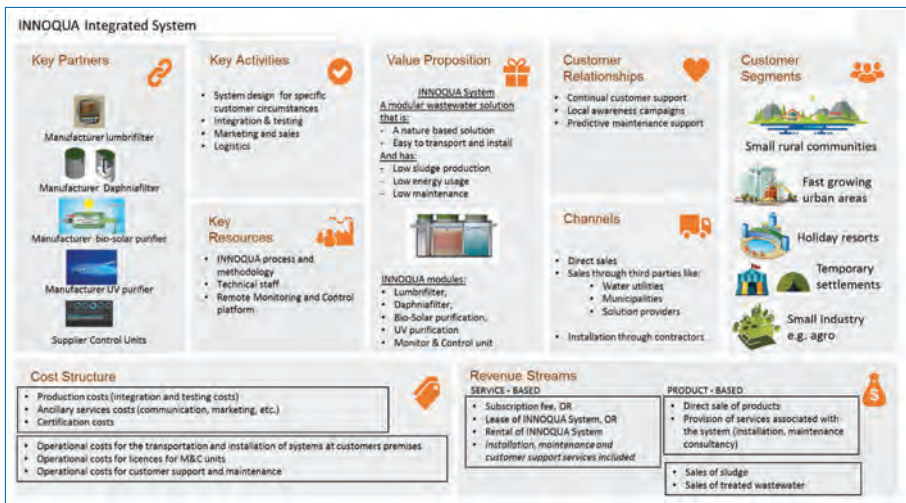 INNOQUA Integrated System
Key Partners
Manufacturer lumbrifilter
Manufacturer Daphniafilter
Manufacturer bio-solar purifier
Manufacturer UV purifier
Supplier Control Units
Key Activities
• System design for specific
customer circumstances
• Integration & testing
• Marketing and sales
• Logistics
Key
Resources
• INNOQUA process and
methodology
• Technical staff
• Remote Monitoring and Control
platform
Value Proposition
INNOQUA System
A modular wastewater solution
that is:
- A nature based solution
- Easy to transport and install
And has:
- Low sludge production
- Low energy usage
- Low maintenance
INNOQUA modules:
• Lumbrifilter,
• Daphniafilter,
• Bio-Solar purification,
• UV purification
• Monitor & Control unit
Customer
Relationships
• Continual customer support
• Local awareness campaigns
• Predictive maintenance support
Channels
• Direct sales
• Sales through third parties like:
• Water utilities
• Municipalities
• Solution providers
• Installation through contractors
Customer
Segments
Small rural communities
Fast growing
urban areas
Holiday resorts
Temporary
settlements
Small Industry
e.g. agro
Cost Structure
• Production costs (integration and testing costs)
• Ancillary services costs (communication, marketing, etc.)
• Certification costs
• Operational costs for the transportation and installation of systems at customers premises
• Operational costs for licences for M&C units
• Operational costs for customer support and maintenance
Revenue Streams
SERVICE - BASED
• Subscription fee, OR
• Lease of INNOQUA System, OR
• Rental of INNOQUA System
• Installation, maintenance and
customer support services included
PRODUCT - BASED
• Direct sale of products
• Provision of services associated with
the system (installation, maintenance
consultancy)
• Sales of sludge
• Sales of treated wastewater
$